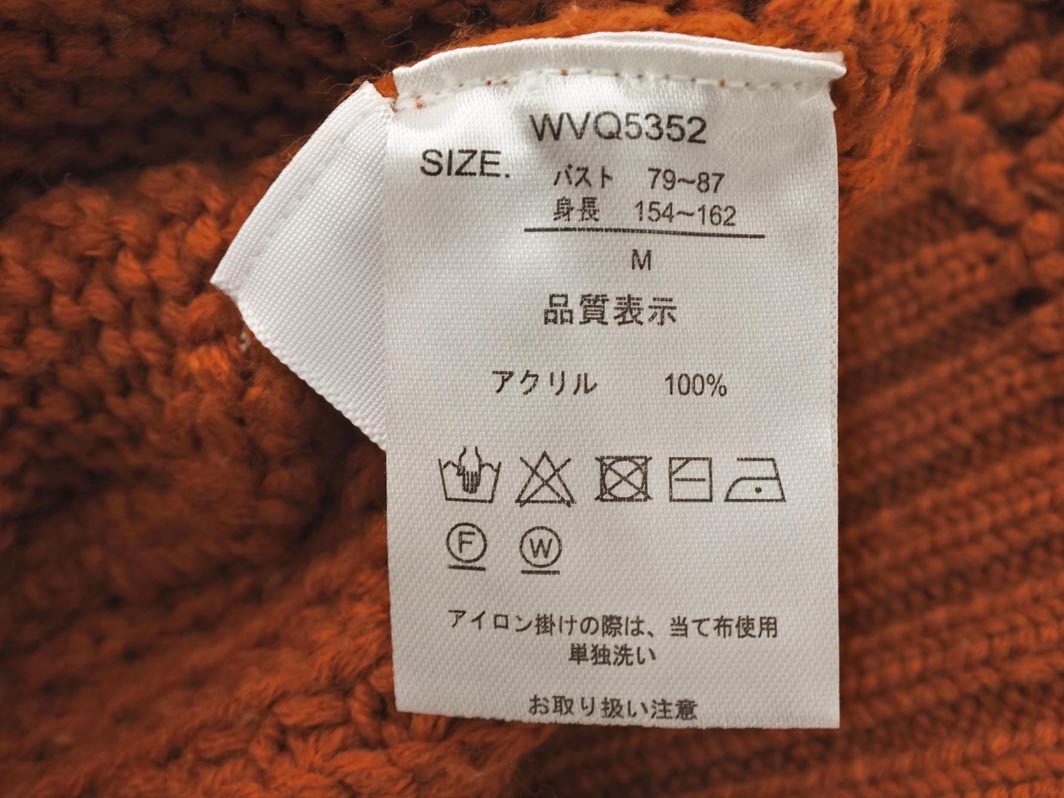 WVQ5352
SIZE. バスト 79～87
身長 154～162
M
品質表示
アクリル 100%
F W
アイロン掛けの際は、当て布使用
単独洗い
お取り扱い注意